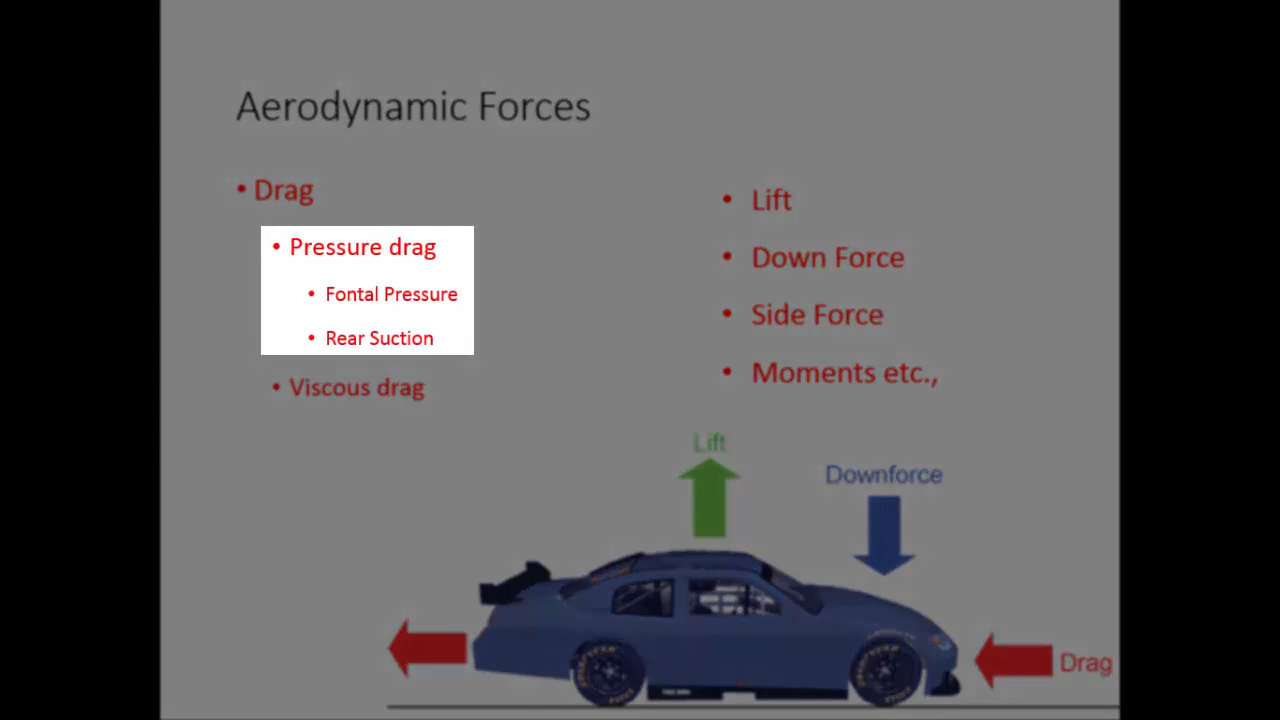 Aerodynamic Forces
• Drag
• Pressure drag
• Fontal Pressure
• Rear Suction
• Viscous drag
• Lift
• Down Force
• Side Force
• Moments etc.,
Lift
Downforce
Drag